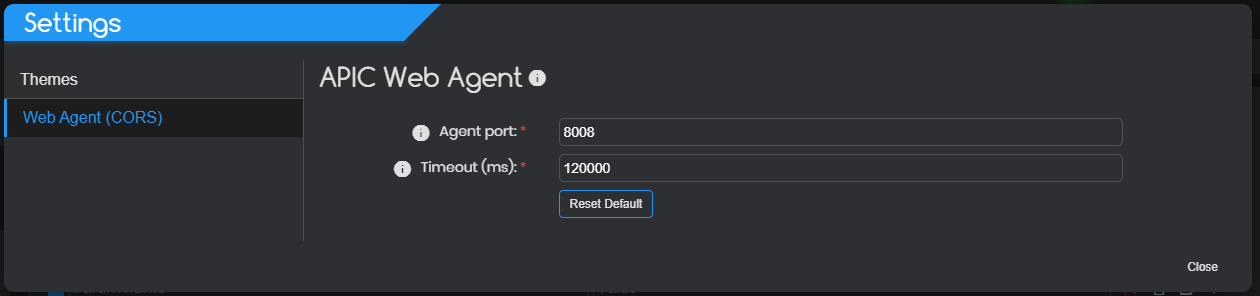 Settings
Themes
Web Agent (CORS)
APIC Web Agent
Agent port: *
8008
Timeout (ms): *
120000
Reset Default
Close